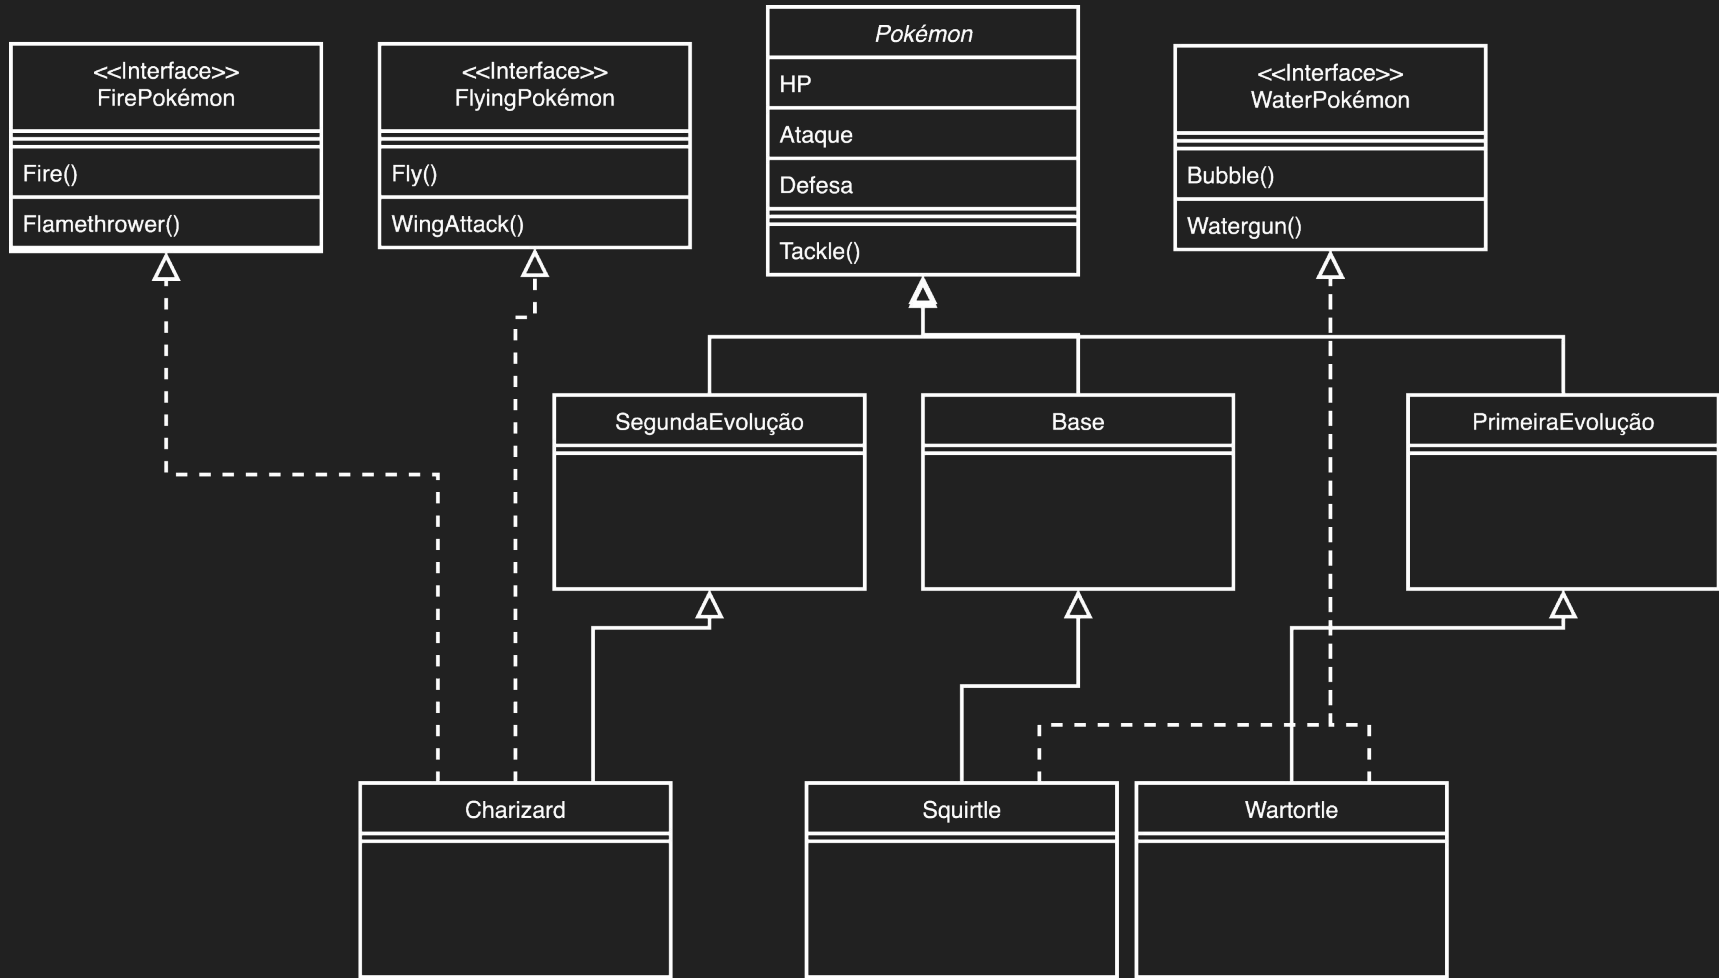 <<Interface>>
FirePokémon
Fire()
Flamethrower()
<<Interface>>
FlyingPokémon
Fly()
WingAttack()
Pokémon
HP
Ataque
Defesa
Tackle()
<<Interface>>
WaterPokémon
Bubble()
Watergun()
SegundaEvolução
Base
PrimeiraEvolução
Charizard
Squirtle
Wartortle